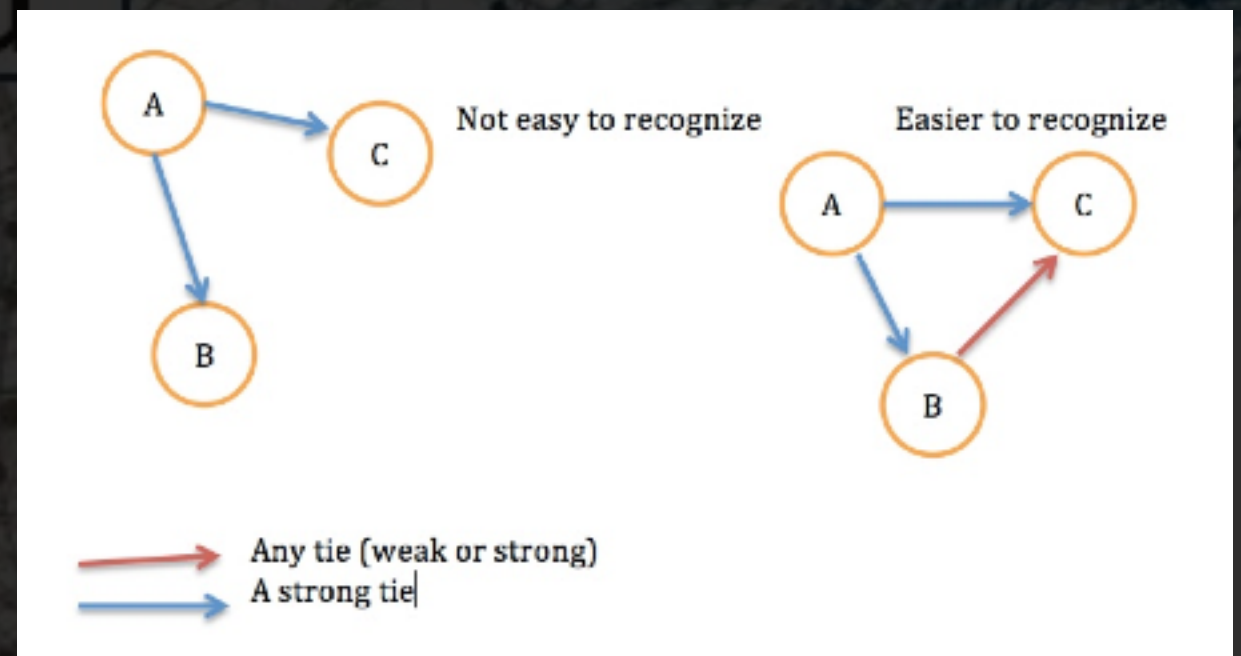 A
C
Not easy to recognize
B
Easier to recognize
A
C
B
Any tie (weak or strong)
A strong tie